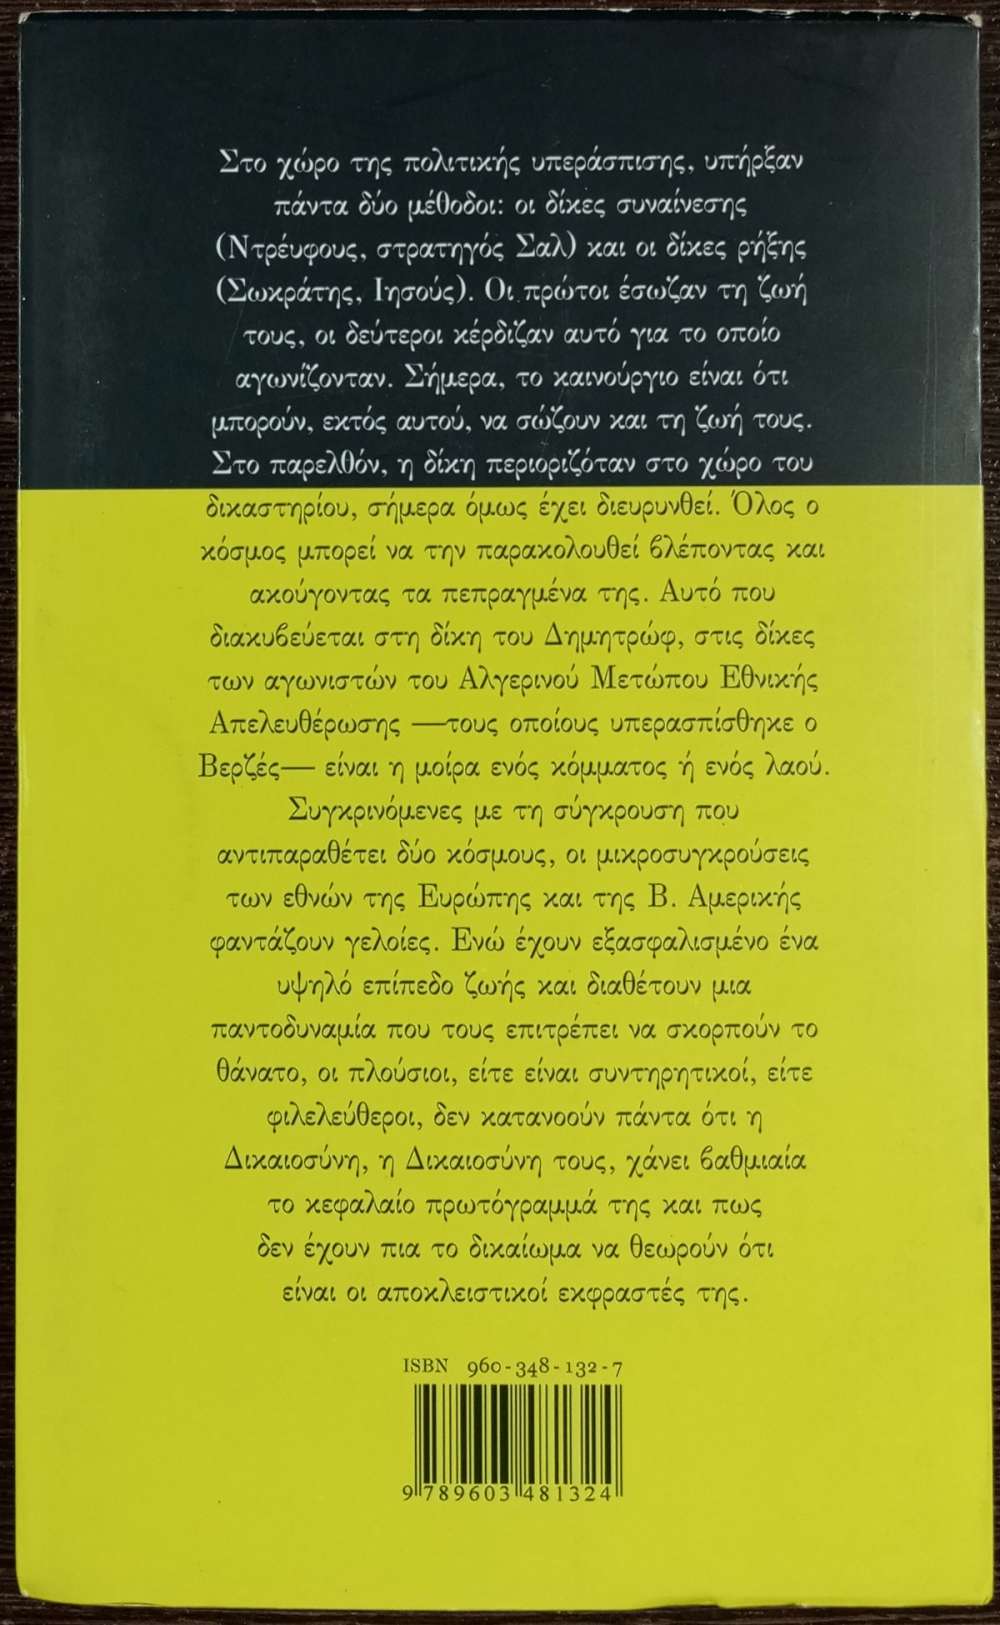 Στο χώρο της πολιτικής υπεράσπισης, υπήρξαν
πάντα δύο μέθοδοι: οι δίκες συναίνεσης
(Ντρέυφους, στρατηγός Σαλ) και οι δίκες ρήξης
(Σωκράτης, Ιησούς). Οι πρώτοι έσωζαν τη ζωή
τους, οι δεύτεροι κέρδιζαν αυτό για το οποίο
αγωνίζονταν. Σήμερα, το καινούργιο είναι ότι
μπορούν, εκτός αυτού, να σώζουν και τη ζωή τους.
Στο παρελθόν, η δίκη περιοριζόταν στο χώρο του
δικαστηρίου, σήμερα όμως έχει διευρυνθεί. Όλος ο
κόσμος μπορεί να την παρακολουθεί βλέποντας και
ακούγοντας τα πεπραγμένα της. Αυτό που
διακυβεύεται στη δίκη του Δημητρώφ, στις δίκες
των αγωνιστών του Αλγερινού Μετώπου Εθνικής
Απελευθέρωσης —τους οποίους υπερασπίσθηκε ο
Βερζές— είναι η μοίρα ενός κόμματος ή ενός λαού.
Συγκρινόμενες με τη σύγκρουση που
αντιπαραθέτει δύο κόσμους, οι μικροσυγκρούσεις
των εθνών της Ευρώπης και της Β. Αμερικής
φαντάζουν γελοίες. Ενώ έχουν εξασφαλισμένο ένα
υψηλό επίπεδο ζωής και διαθέτουν μια
παντοδυναμία που τους επιτρέπει να σκορπούν το
θάνατο, οι πλούσιοι, είτε είναι συντηρητικοί, είτε
φιλελεύθεροι, δεν κατανοούν πάντα ότι η
Δικαιοσύνη, η Δικαιοσύνη τους, χάνει βαθμιαία
το κεφαλαίο πρωτόγραμμά της και πως
δεν έχουν πια το δικαίωμα να θεωρούν ότι
είναι οι αποκλειστικοί εκφραστές της.
ISBN 960-348-132-7
9 789603 481324